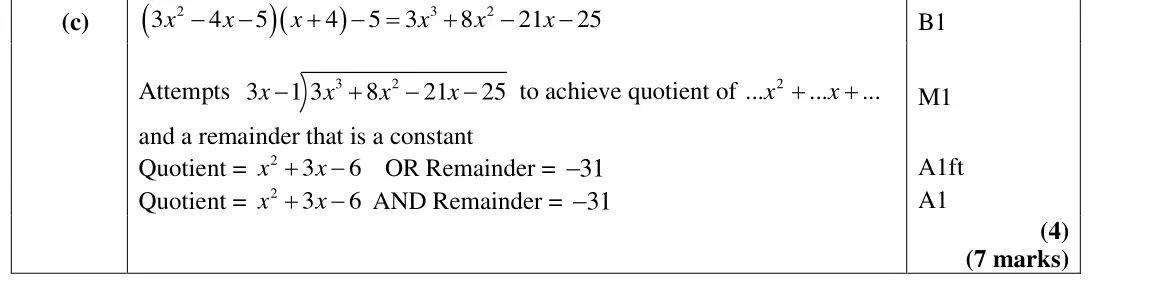 (c) (3x² − 4x − 5)(x + 4) − 5 = 3x³ + 8x² − 21x − 25 B1
Attempts 3x − 1)3x³ + 8x² − 21x − 25 to achieve quotient of ...x² + ...x + ... M1
and a remainder that is a constant
Quotient = x² + 3x − 6 OR Remainder = −31 A1ft
Quotient = x² + 3x − 6 AND Remainder = −31 A1
(4)
(7 marks)